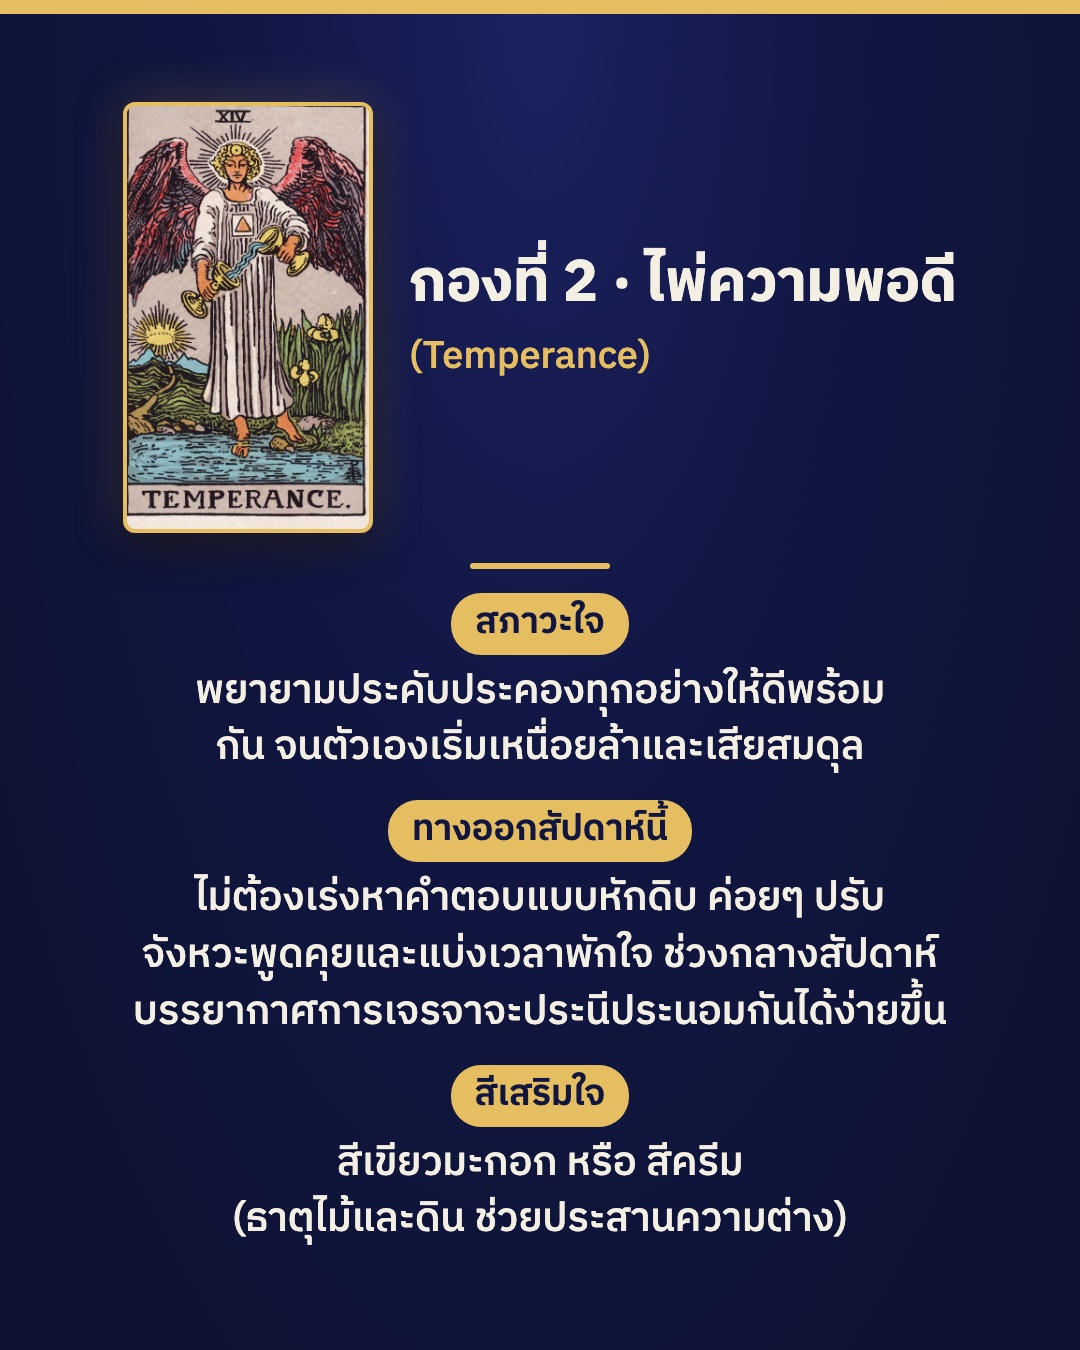 XIV
TEMPERANCE.
กองที่ 2 · ไพ่ความพอดี
(Temperance)
สภาวะใจ
พยายามประคับประคองทุกอย่างให้ดีพร้อม
กัน จนตัวเองเริ่มเหนื่อยล้าและเสียสมดุล
ทางออกสัปดาห์นี้
ไม่ต้องเร่งหาคำตอบแบบหักดิบ ค่อยๆ ปรับ
จังหวะพูดคุยและแบ่งเวลาพักใจ ช่วงกลางสัปดาห์
บรรยากาศการเจรจาจะประนีประนอมกันได้ง่ายขึ้น
สีเสริมใจ
สีเขียวมะกอก หรือ สีครีม
(ธาตุไม้และดิน ช่วยประสานความต่าง)